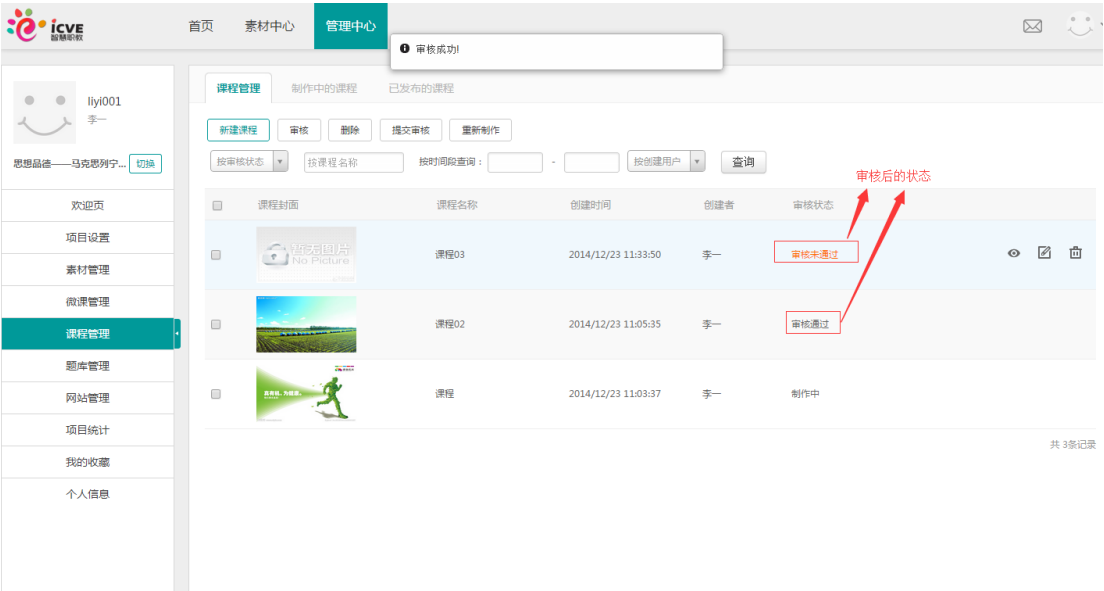 icve
智慧职教
首页 素材中心 管理中心
审核成功!
liyi001
李一
思想品德——马克思列宁... 切换
欢迎页
项目设置
素材管理
微课管理
课程管理
题库管理
网站管理
项目统计
我的收藏
个人信息
课程管理 制作中的课程 已发布的课程
新建课程 审核 删除 提交审核 重新制作
按审核状态 按课程名称 按时间段查询： - 按创建用户 查询
审核后的状态
课程封面 课程名称 创建时间 创建者 审核状态
暂无图片
No Picture
课程03 2014/12/23 11:33:50 李一 审核未通过
课程02 2014/12/23 11:05:35 李一 审核通过
课程 2014/12/23 11:03:37 李一 制作中
共 3条记录